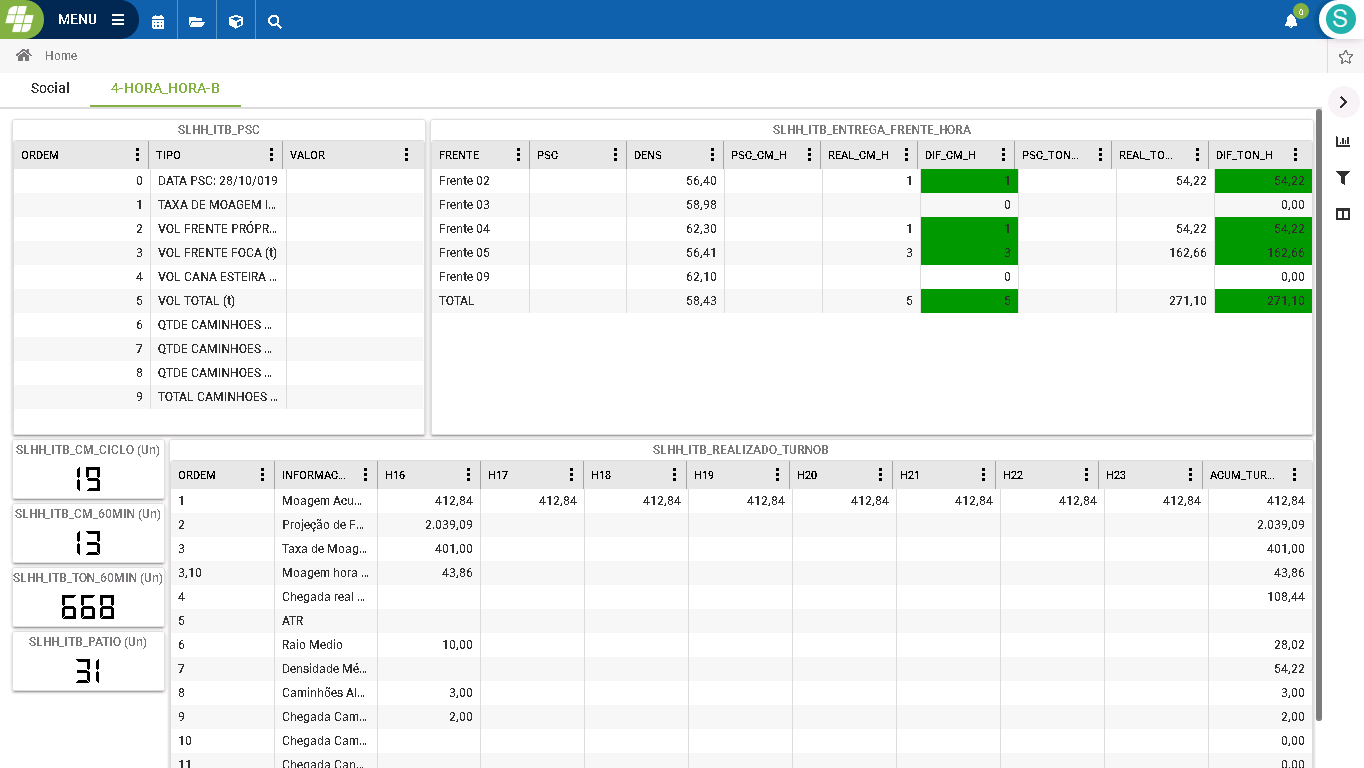 MENU
0
S
Home
Social 4-HORA_HORA-B
SLHH_ITB_PSC
ORDEM TIPO VALOR
0 DATA PSC: 28/10/019
1 TAXA DE MOAGEM I...
2 VOL FRENTE PRÓPR...
3 VOL FRENTE FOCA (t)
4 VOL CANA ESTEIRA ...
5 VOL TOTAL (t)
6 QTDE CAMINHOES ...
7 QTDE CAMINHOES ...
8 QTDE CAMINHOES ...
9 TOTAL CAMINHOES ...
SLHH_ITB_ENTREGA_FRENTE_HORA
FRENTE PSC DENS PSC_CM_H REAL_CM_H DIF_CM_H PSC_TON... REAL_TO... DIF_TON_H
Frente 02 56,40 1 1 54,22 54,22
Frente 03 58,98 0 0,00
Frente 04 62,30 1 1 54,22 54,22
Frente 05 56,41 3 3 162,66 162,66
Frente 09 62,10 0 0,00
TOTAL 58,43 5 5 271,10 271,10
SLHH_ITB_CM_CICLO (Un)
19
SLHH_ITB_CM_60MIN (Un)
13
SLHH_ITB_TON_60MIN (Un)
668
SLHH_ITB_PATIO (Un)
31
SLHH_ITB_REALIZADO_TURNOB
ORDEM INFORMAC... H16 H17 H18 H19 H20 H21 H22 H23 ACUM_TUR...
1 Moagem Acu... 412,84 412,84 412,84 412,84 412,84 412,84 412,84 412,84 412,84
2 Projeção de F... 2.039,09 2.039,09
3 Taxa de Moag... 401,00 401,00
3,10 Moagem hora ... 43,86 43,86
4 Chegada real ... 108,44
5 ATR
6 Raio Medio 10,00 28,02
7 Densidade Mé... 54,22
8 Caminhões Al... 3,00 3,00
9 Chegada Cam... 2,00 2,00
10 Chegada Cam... 0,00
11 Chegada Can... 0,00